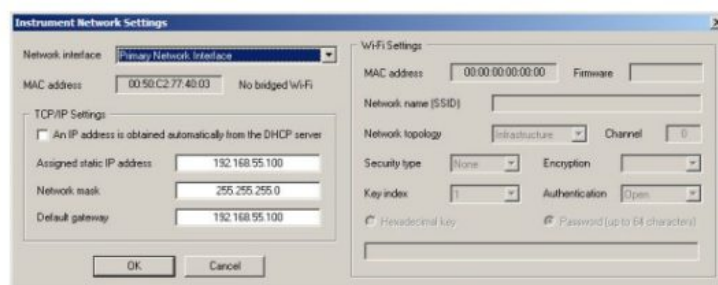 Instrument Network Settings
Network interface Primary Network Interface
MAC address 00:50:C2:77:40:03 No bridged Wi-Fi
TCP/IP Settings
An IP address is obtained automatically from the DHCP server
Assigned static IP address 192.168.55.100
Network mask 255.255.255.0
Default gateway 192.168.55.100
OK Cancel
Wi-Fi Settings
MAC address 00:00:00:00:00:00 Firmware
Network name (SSID)
Network topology Infrastructure Channel 0
Security type None Encryption
Key index 1 Authentication Open
Hexadecimal key Password (up to 64 characters)